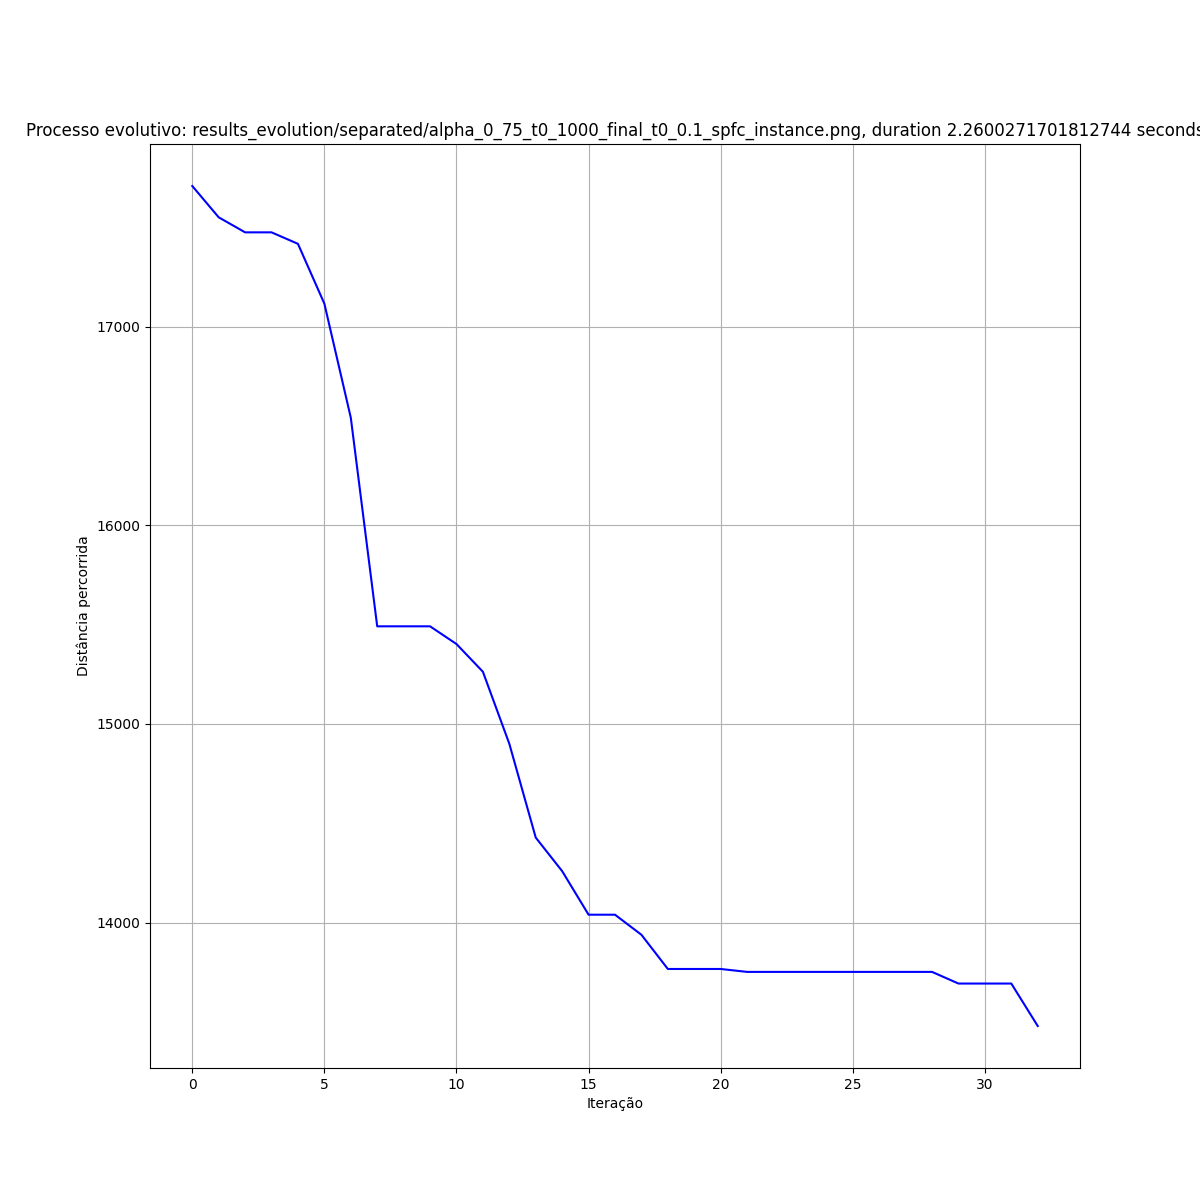 Processo evolutivo: results_evolution/separated/alpha_0_75_t0_1000_final_t0_0.1_spfc_instance.png, duration 2.2600271701812744 seconds
17000
16000
15000
14000
Distância percorrida
0 5 10 15 20 25 30
Iteração